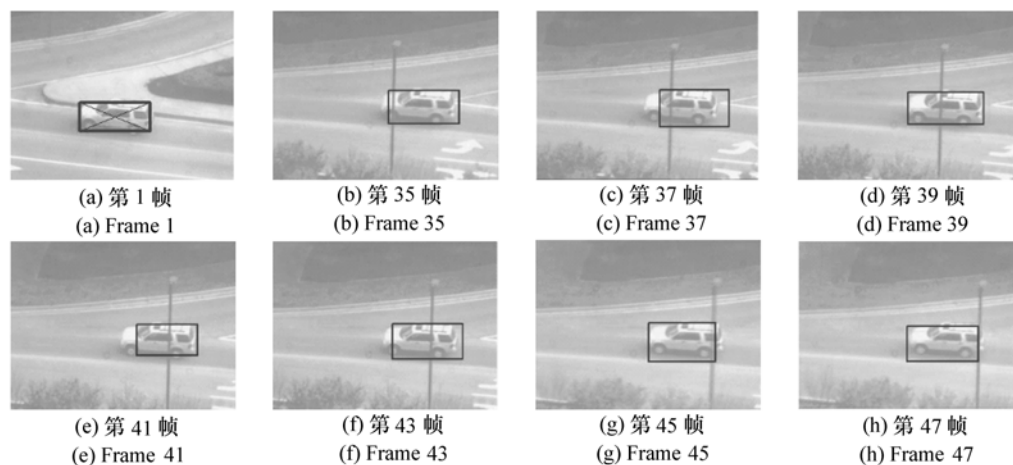 (a) 第 1 帧
(a) Frame 1
(b) 第 35 帧
(b) Frame 35
(c) 第 37 帧
(c) Frame 37
(d) 第 39 帧
(d) Frame 39
(e) 第 41 帧
(e) Frame 41
(f) 第 43 帧
(f) Frame 43
(g) 第 45 帧
(g) Frame 45
(h) 第 47 帧
(h) Frame 47